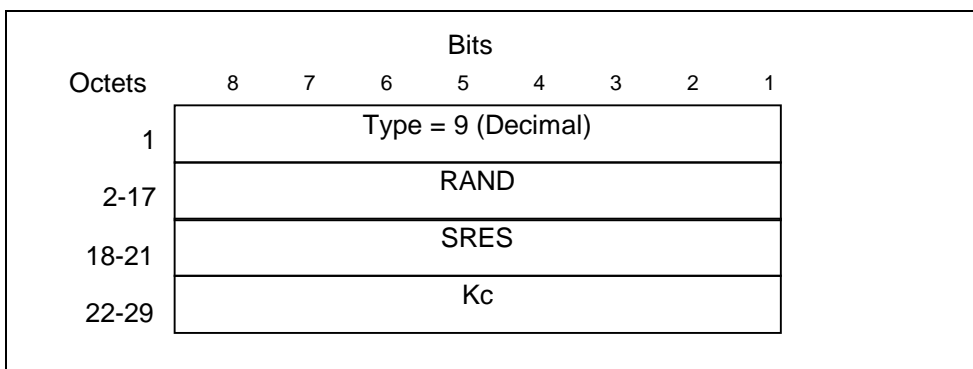 Bits
Octets 8 7 6 5 4 3 2 1
1 Type = 9 (Decimal)
2-17 RAND
18-21 SRES
22-29 Kc